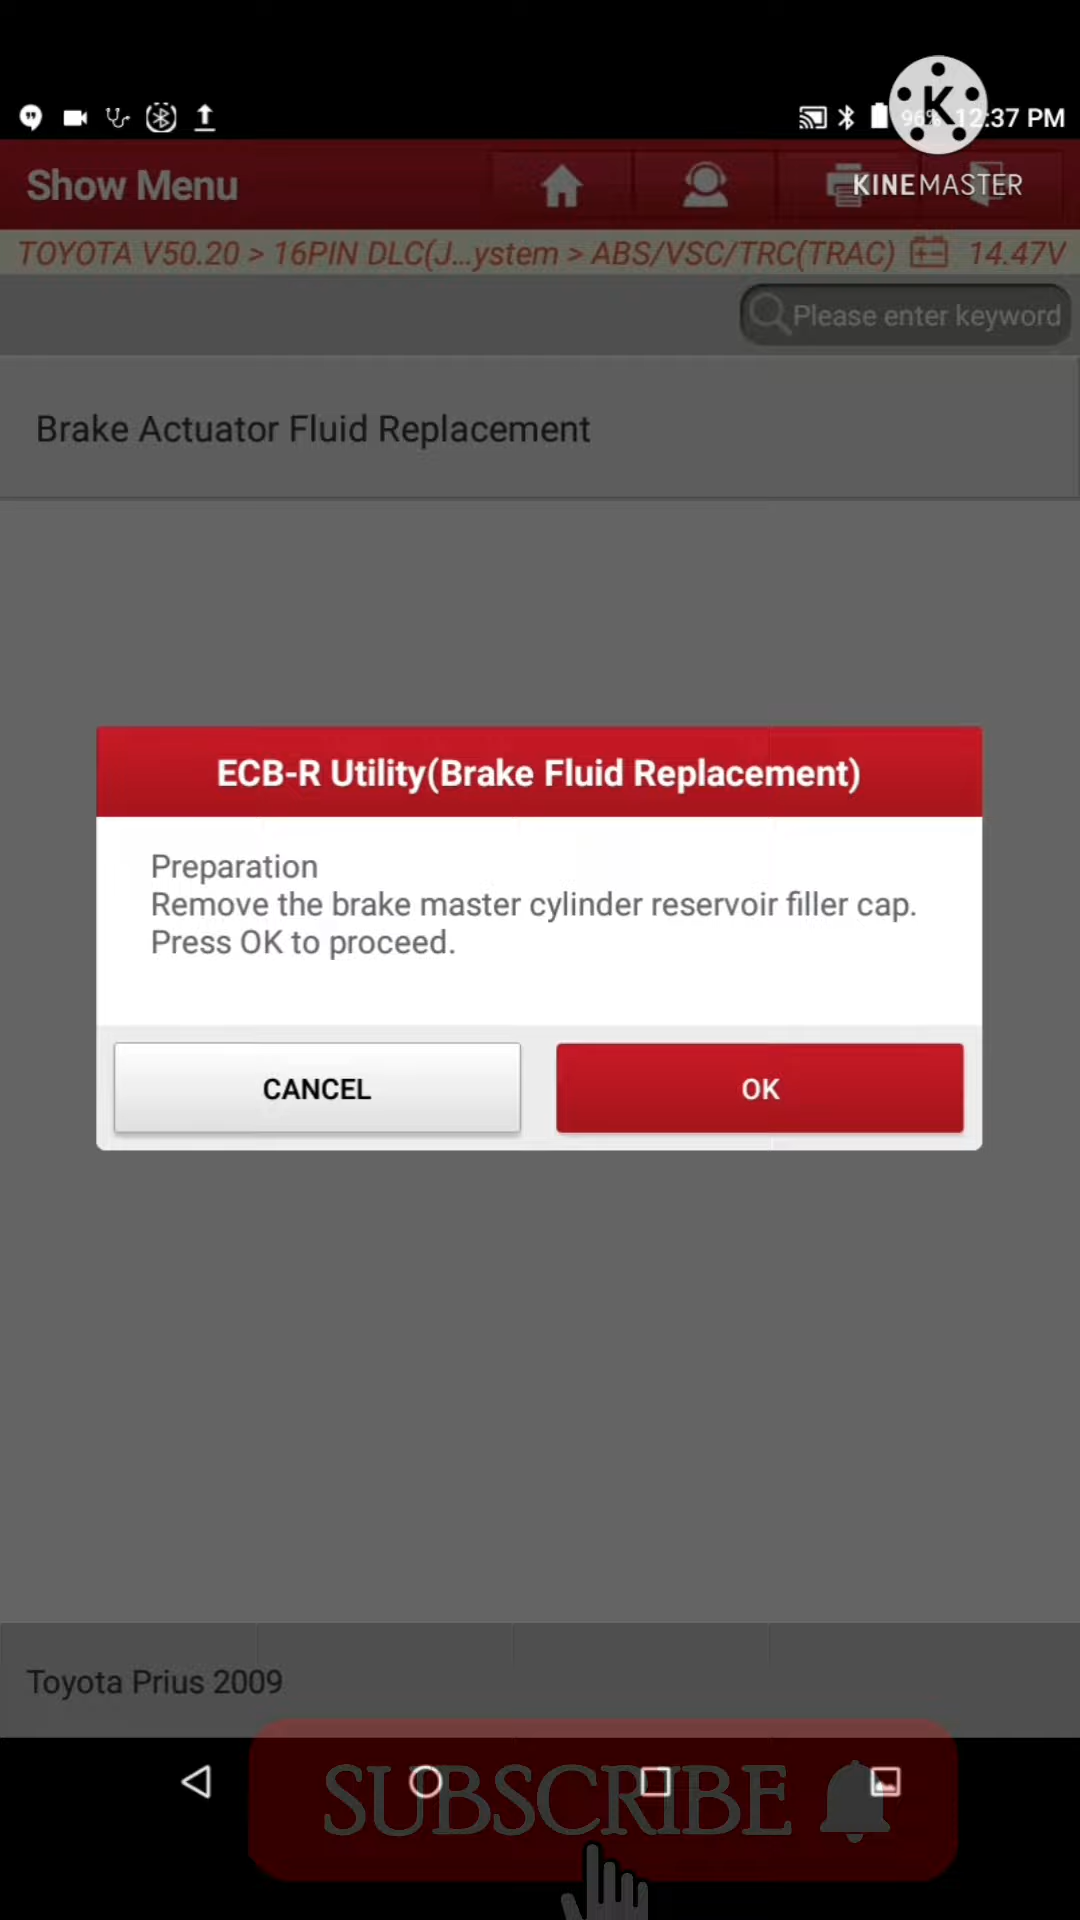 96% 12:37 PM
KINEMASTER
Show Menu
TOYOTA V50.20 > 16PIN DLC(J...ystem > ABS/VSC/TRC(TRAC) 14.47V
Please enter keyword
Brake Actuator Fluid Replacement
ECB-R Utility(Brake Fluid Replacement)
Preparation
Remove the brake master cylinder reservoir filler cap.
Press OK to proceed.
CANCEL OK
Toyota Prius 2009
SUBSCRIBE